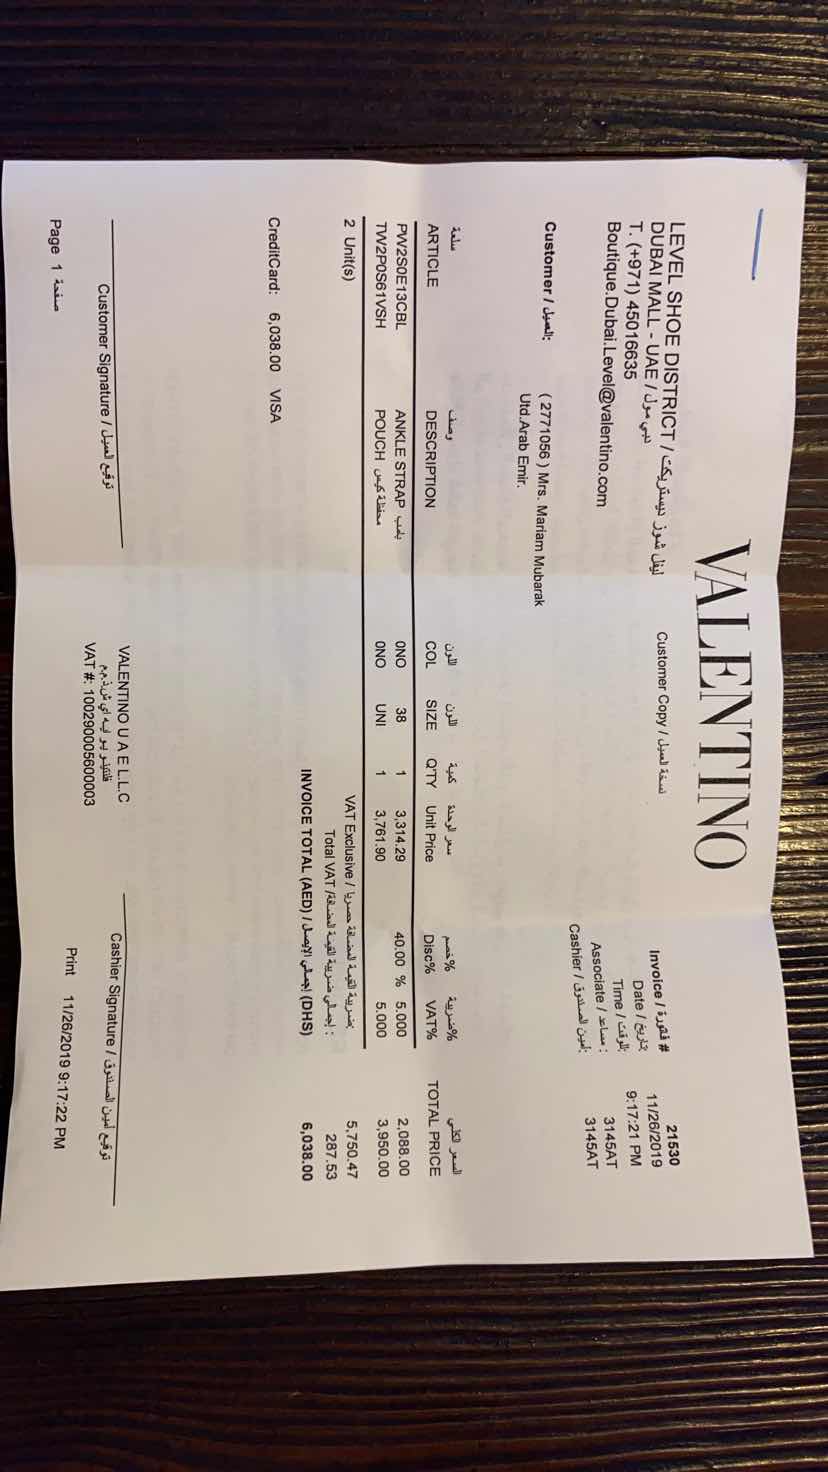 VALENTINO
LEVEL SHOE DISTRICT / ليفل شوز ديستريكت
DUBAI MALL - UAE / دبي مول
T. (+971) 45016635
Boutique.Dubai.Level@valentino.com
Customer Copy / نسخة العميل
Invoice / فاتورة # 21530
Date / تاريخ: 11/26/2019
Time / الوقت: 9:17:21 PM
Associate / مساعد : 3145AT
Cashier / أمين الصندوق: 3145AT
Customer / العميل: ( 2771056 ) Mrs. Mariam Mubarak
Utd.Arab Emir.
سلعة وصف اللون اللون كمية سعر الوحدة خصم% ضريبة% السعر الكلي
ARTICLE DESCRIPTION COL SIZE Q'TY Unit Price Disc% VAT% TOTAL PRICE
PW2S0E13CBL ANKLE STRAP بامب 0NO 38 1 3,314.29 40.00 % 5.000 2,088.00
TW2P0S61VSH POUCH محفظة كيس 0NO UNI 1 3,761.90 5.000 3,950.00
2 Unit(s)
VAT Exclusive / ضريبة القيمة المضافة حصريا: 5,750.47
Total VAT /إجمالي ضريبة القيمة المضافة : 287.53
INVOICE TOTAL (AED) / إجمالي الإيصال (DHS) 6,038.00
CreditCard: 6,038.00 VISA
Customer Signature / توقيع العميل
VALENTINO U A E L.L.C
فلنتينو يو ايه اي ش.ذ.م.م
VAT #: 100290005600003
Cashier Signature / توقيع أمين الصندوق
Page 1 صفحة
Print 11/26/2019 9:17:22 PM